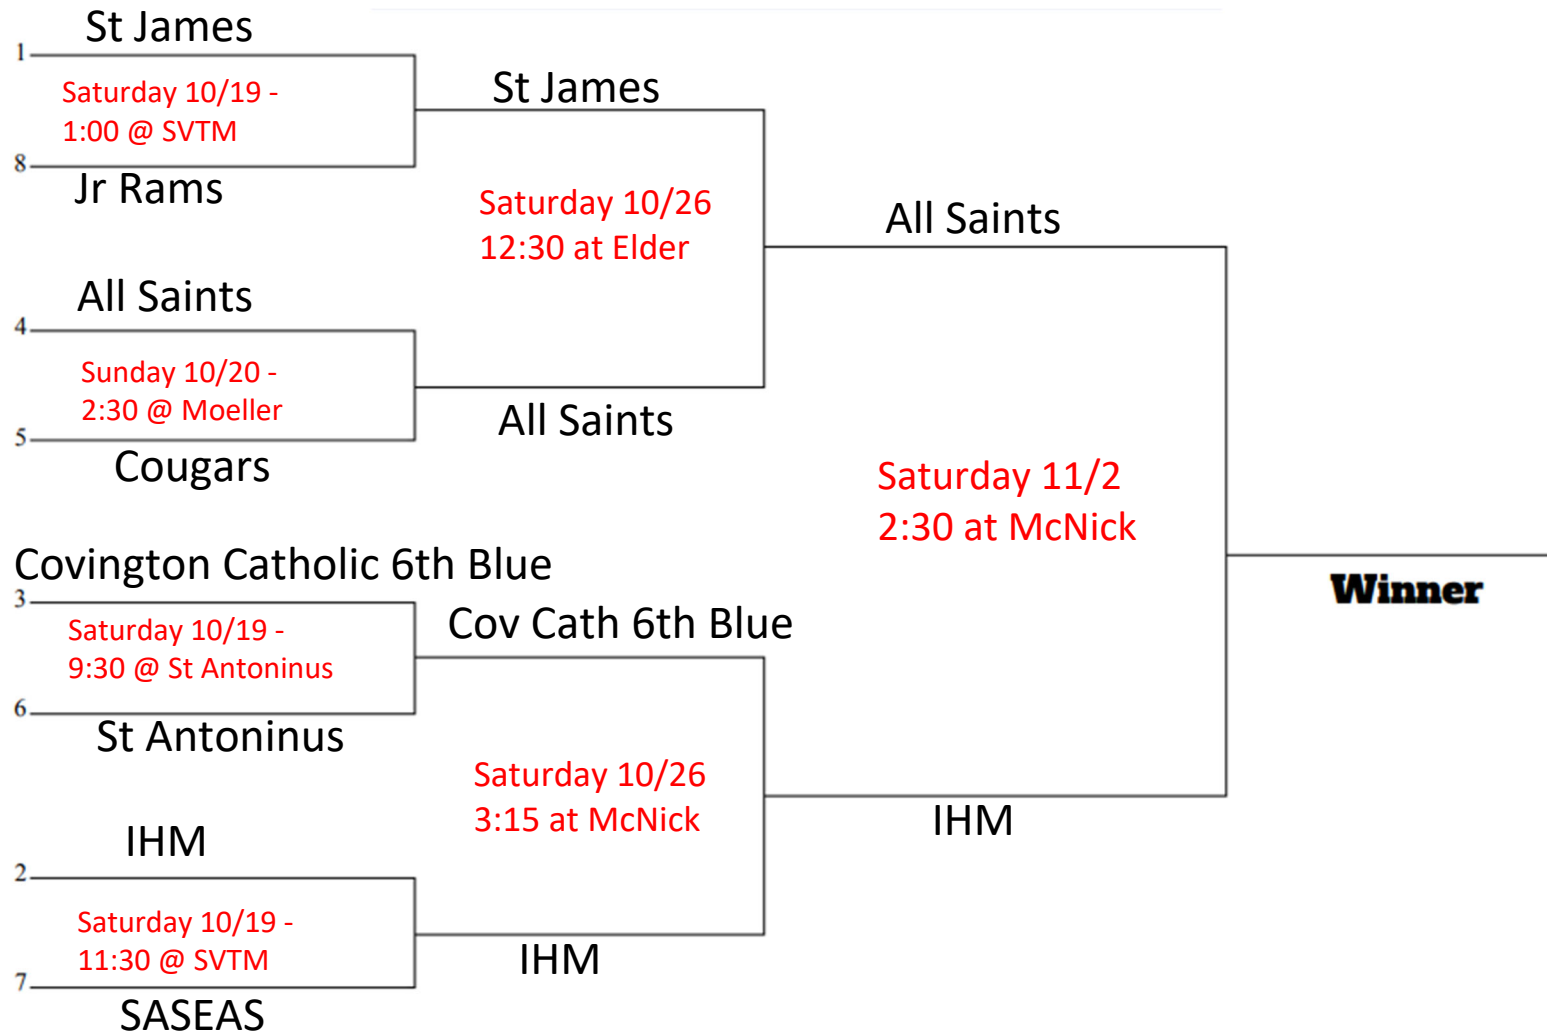 St James
1
Saturday 10/19 -
1:00 @ SVTM
8
Jr Rams
St James
Saturday 10/26
12:30 at Elder
All Saints
4
Sunday 10/20 -
2:30 @ Moeller
5
Cougars
All Saints
All Saints
Saturday 11/2
2:30 at McNick
Winner
Covington Catholic 6th Blue
3
Saturday 10/19 -
9:30 @ St Antoninus
6
St Antoninus
Cov Cath 6th Blue
Saturday 10/26
3:15 at McNick
IHM
2
Saturday 10/19 -
11:30 @ SVTM
7
SASEAS
IHM
IHM